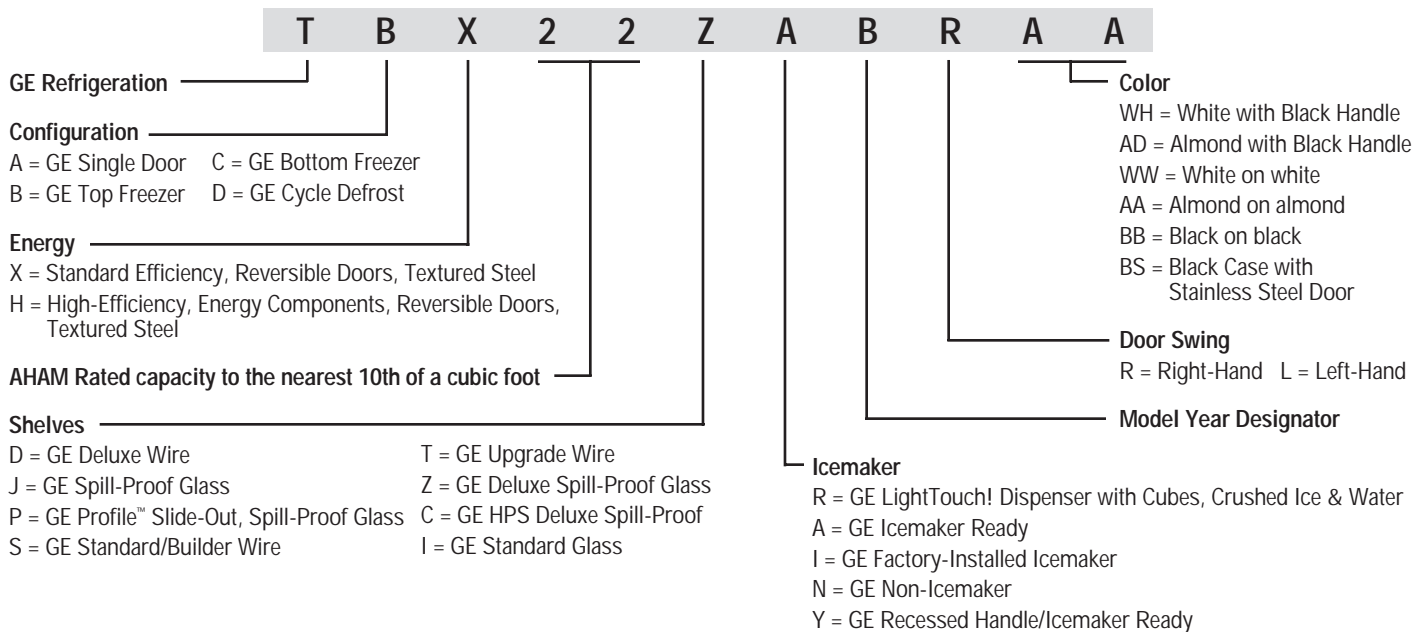 T B X 2 2 Z A B R A A
GE Refrigeration
Configuration
A = GE Single Door C = GE Bottom Freezer
B = GE Top Freezer D = GE Cycle Defrost
Energy
X = Standard Efficiency, Reversible Doors, Textured Steel
H = High-Efficiency, Energy Components, Reversible Doors,
Textured Steel
AHAM Rated capacity to the nearest 10th of a cubic foot
Shelves
D = GE Deluxe Wire
J = GE Spill-Proof Glass
P = GE Profile™ Slide-Out, Spill-Proof Glass
S = GE Standard/Builder Wire
T = GE Upgrade Wire
Z = GE Deluxe Spill-Proof Glass
C = GE HPS Deluxe Spill-Proof
I = GE Standard Glass
Color
WH = White with Black Handle
AD = Almond with Black Handle
WW = White on white
AA = Almond on almond
BB = Black on black
BS = Black Case with
Stainless Steel Door
Door Swing
R = Right-Hand L = Left-Hand
Model Year Designator
Icemaker
R = GE LightTouch! Dispenser with Cubes, Crushed Ice & Water
A = GE Icemaker Ready
I = GE Factory-Installed Icemaker
N = GE Non-Icemaker
Y = GE Recessed Handle/Icemaker Ready